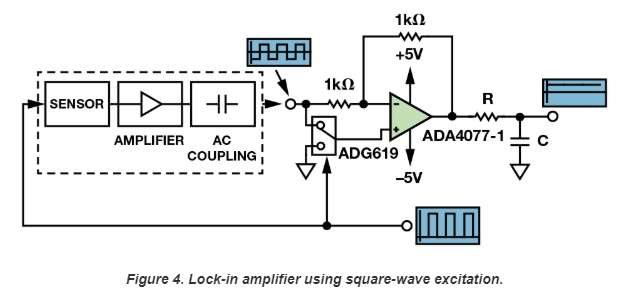 1kΩ
+5V
1kΩ
R
SENSOR
AMPLIFIER
AC
COUPLING
−
+
ADA4077-1
C
ADG619
−5V
Figure 4. Lock-in amplifier using square-wave excitation.